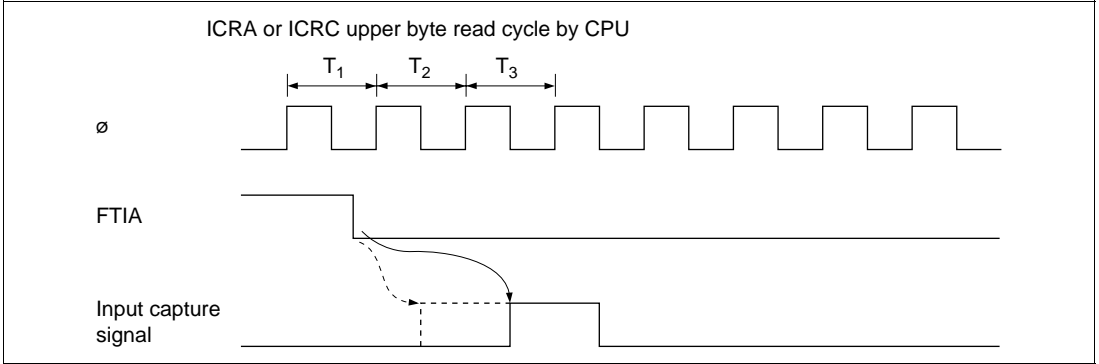 ICRA or ICRC upper byte read cycle by CPU
T1 T2 T3
ø
FTIA
Input capture
signal